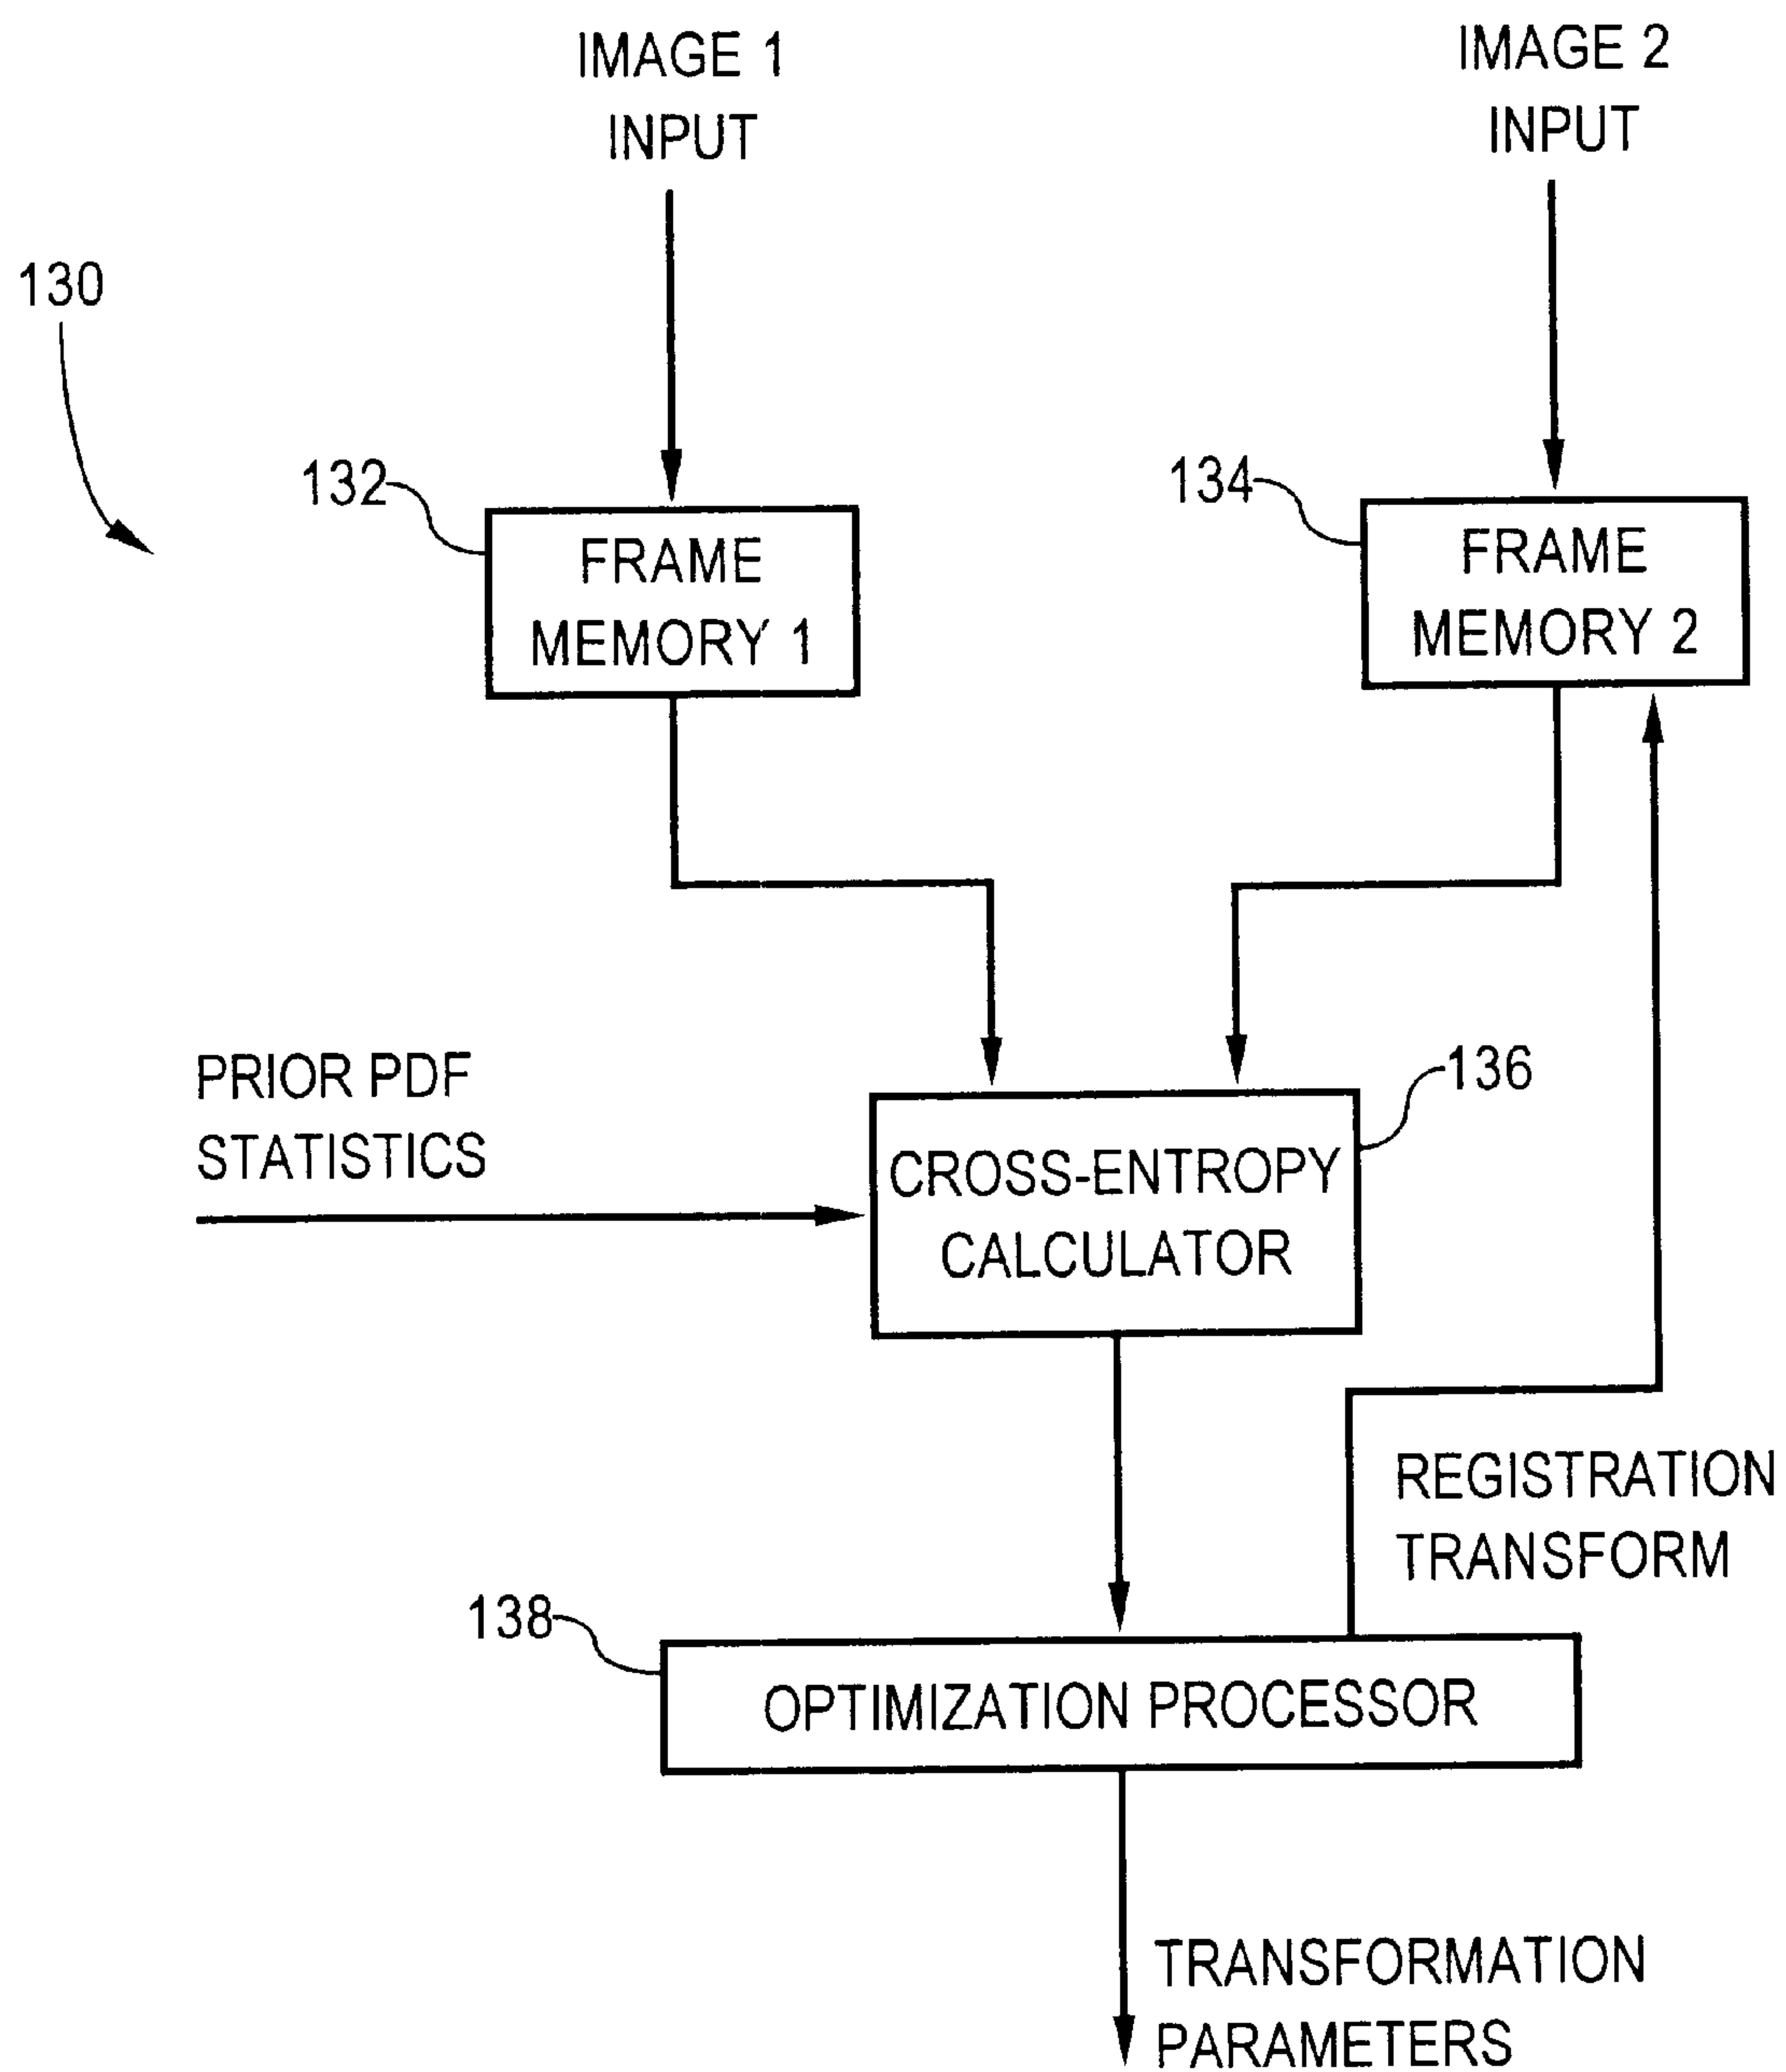 IMAGE 1
INPUT
IMAGE 2
INPUT
130
132
134
FRAME
MEMORY 1
FRAME
MEMORY 2
PRIOR PDF
STATISTICS
136
CROSS-ENTROPY
CALCULATOR
REGISTRATION
TRANSFORM
138
OPTIMIZATION PROCESSOR
TRANSFORMATION
PARAMETERS